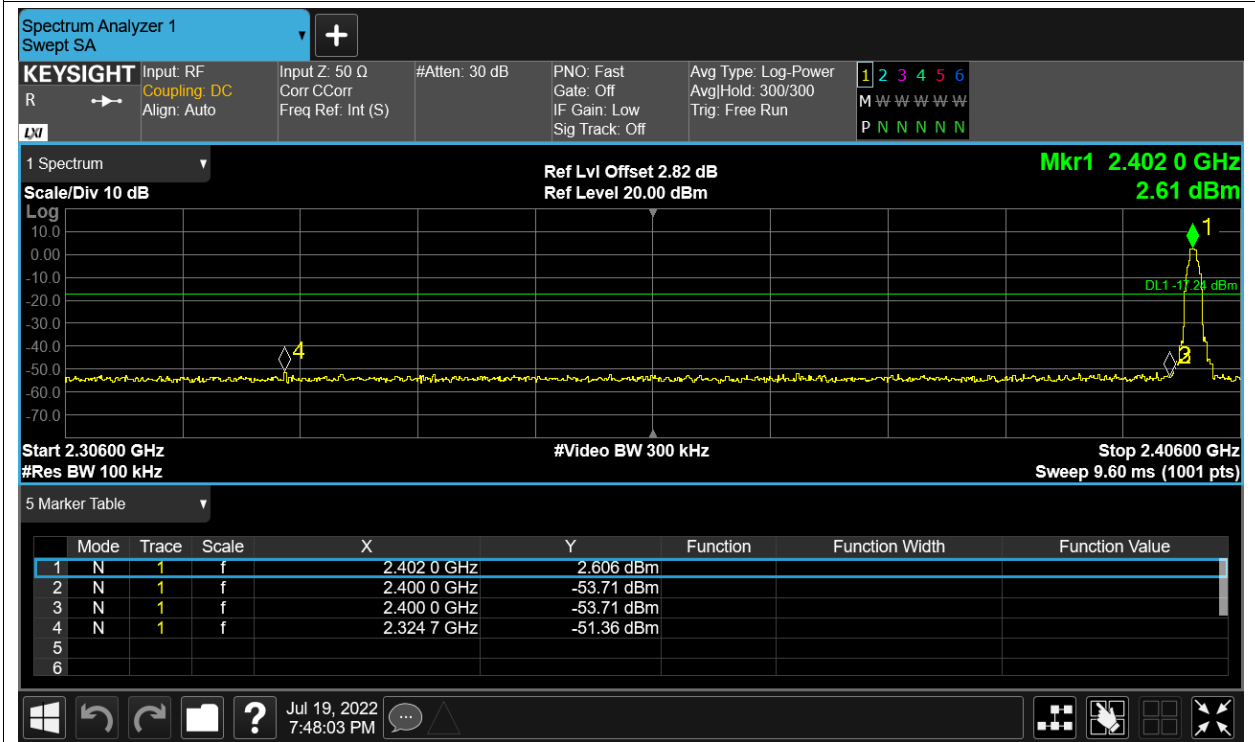 Spectrum Analyzer 1
Swept SA
+
KEYSIGHT
R
LXI
Input: RF
Coupling: DC
Align: Auto
Input Z: 50 Ω
Corr CCorr
Freq Ref: Int (S)
#Atten: 30 dB
PNO: Fast
Gate: Off
IF Gain: Low
Sig Track: Off
Avg Type: Log-Power
Avg|Hold: 300/300
Trig: Free Run
1 2 3 4 5 6
M W W W W W
P N N N N N
1 Spectrum
Scale/Div 10 dB
Ref Lvl Offset 2.82 dB
Ref Level 20.00 dBm
Mkr1 2.402 0 GHz
2.61 dBm
Log
10.0
0.00
-10.0
-20.0
-30.0
-40.0
-50.0
-60.0
-70.0
1
DL1 -17.24 dBm
4
Start 2.30600 GHz
#Res BW 100 kHz
#Video BW 300 kHz
Stop 2.40600 GHz
Sweep 9.60 ms (1001 pts)
5 Marker Table
Mode Trace Scale X Y Function Function Width Function Value
1 N 1 f 2.402 0 GHz 2.606 dBm
2 N 1 f 2.400 0 GHz -53.71 dBm
3 N 1 f 2.400 0 GHz -53.71 dBm
4 N 1 f 2.324 7 GHz -51.36 dBm
5
6
?
Jul 19, 2022
7:48:03 PM